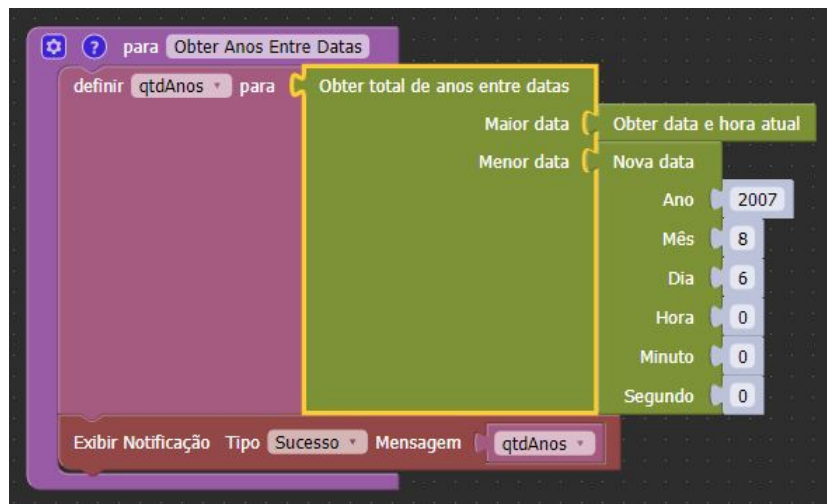 ? para Obter Anos Entre Datas
definir qtdAnos para Obter total de anos entre datas
Maior data Obter data e hora atual
Menor data Nova data
Ano 2007
Mês 8
Dia 6
Hora 0
Minuto 0
Segundo 0
Exibir Notificação Tipo Sucesso Mensagem qtdAnos